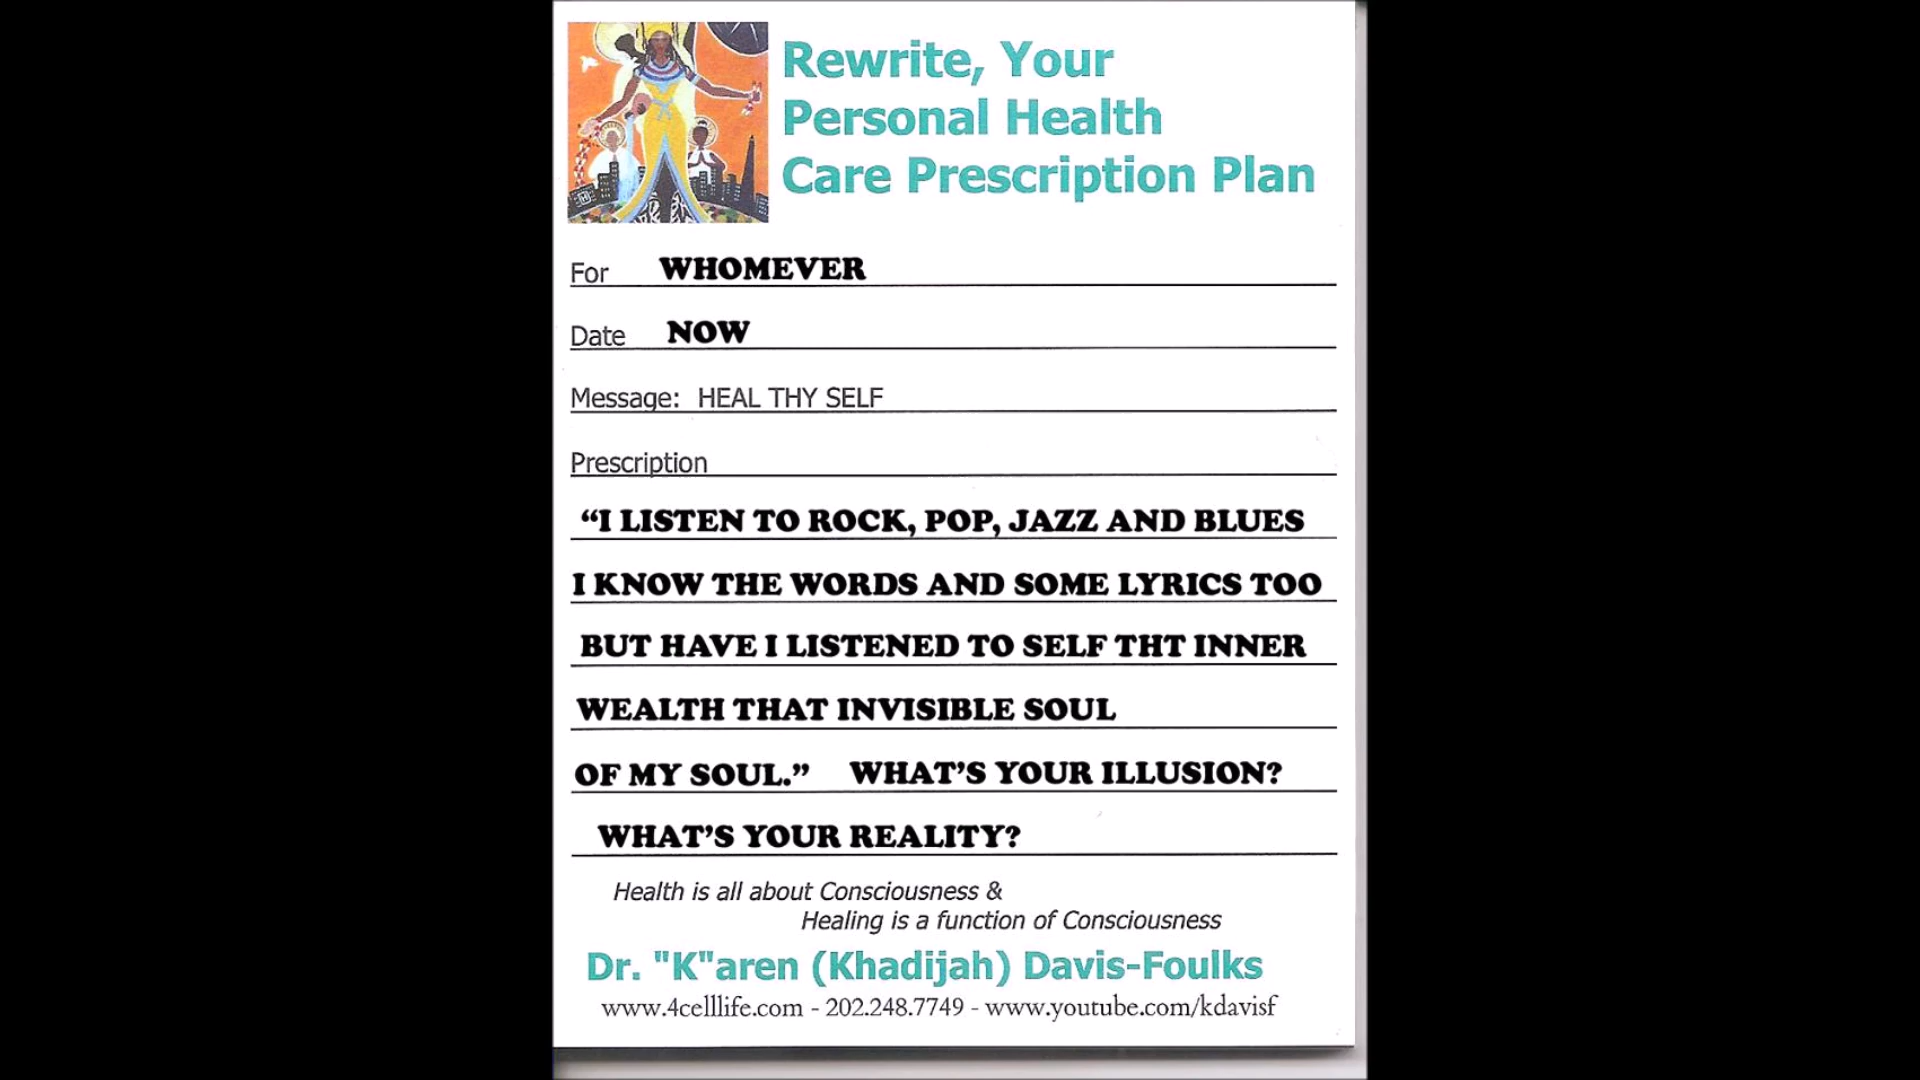 Rewrite, Your
Personal Health
Care Prescription Plan
For WHOMEVER
Date NOW
Message: HEAL THY SELF
Prescription
“I LISTEN TO ROCK, POP, JAZZ AND BLUES
I KNOW THE WORDS AND SOME LYRICS TOO
BUT HAVE I LISTENED TO SELF THT INNER
WEALTH THAT INVISIBLE SOUL
OF MY SOUL.” WHAT’S YOUR ILLUSION?
WHAT’S YOUR REALITY?
Health is all about Consciousness &
Healing is a function of Consciousness
Dr. "K"aren (Khadijah) Davis-Foulks
www.4celllife.com - 202.248.7749 - www.youtube.com/kdavisf